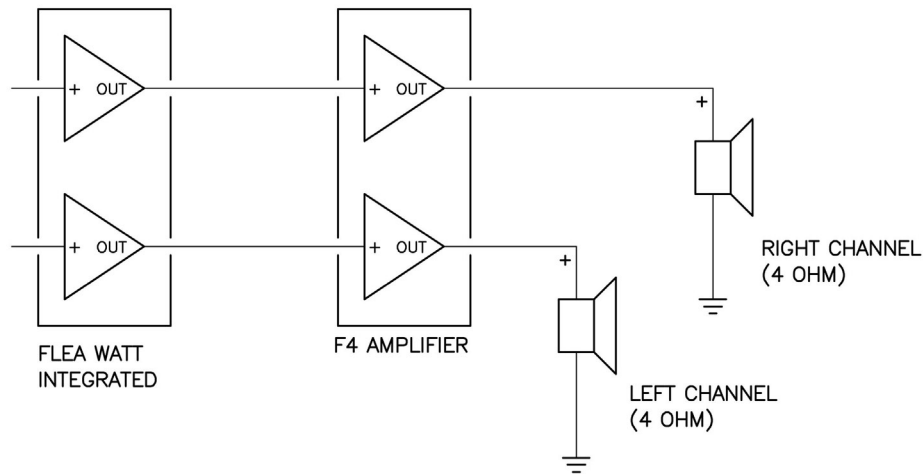 + OUT
+ OUT
+
+ OUT
+ OUT
+
RIGHT CHANNEL
(4 OHM)
FLEA WATT
INTEGRATED
F4 AMPLIFIER
LEFT CHANNEL
(4 OHM)